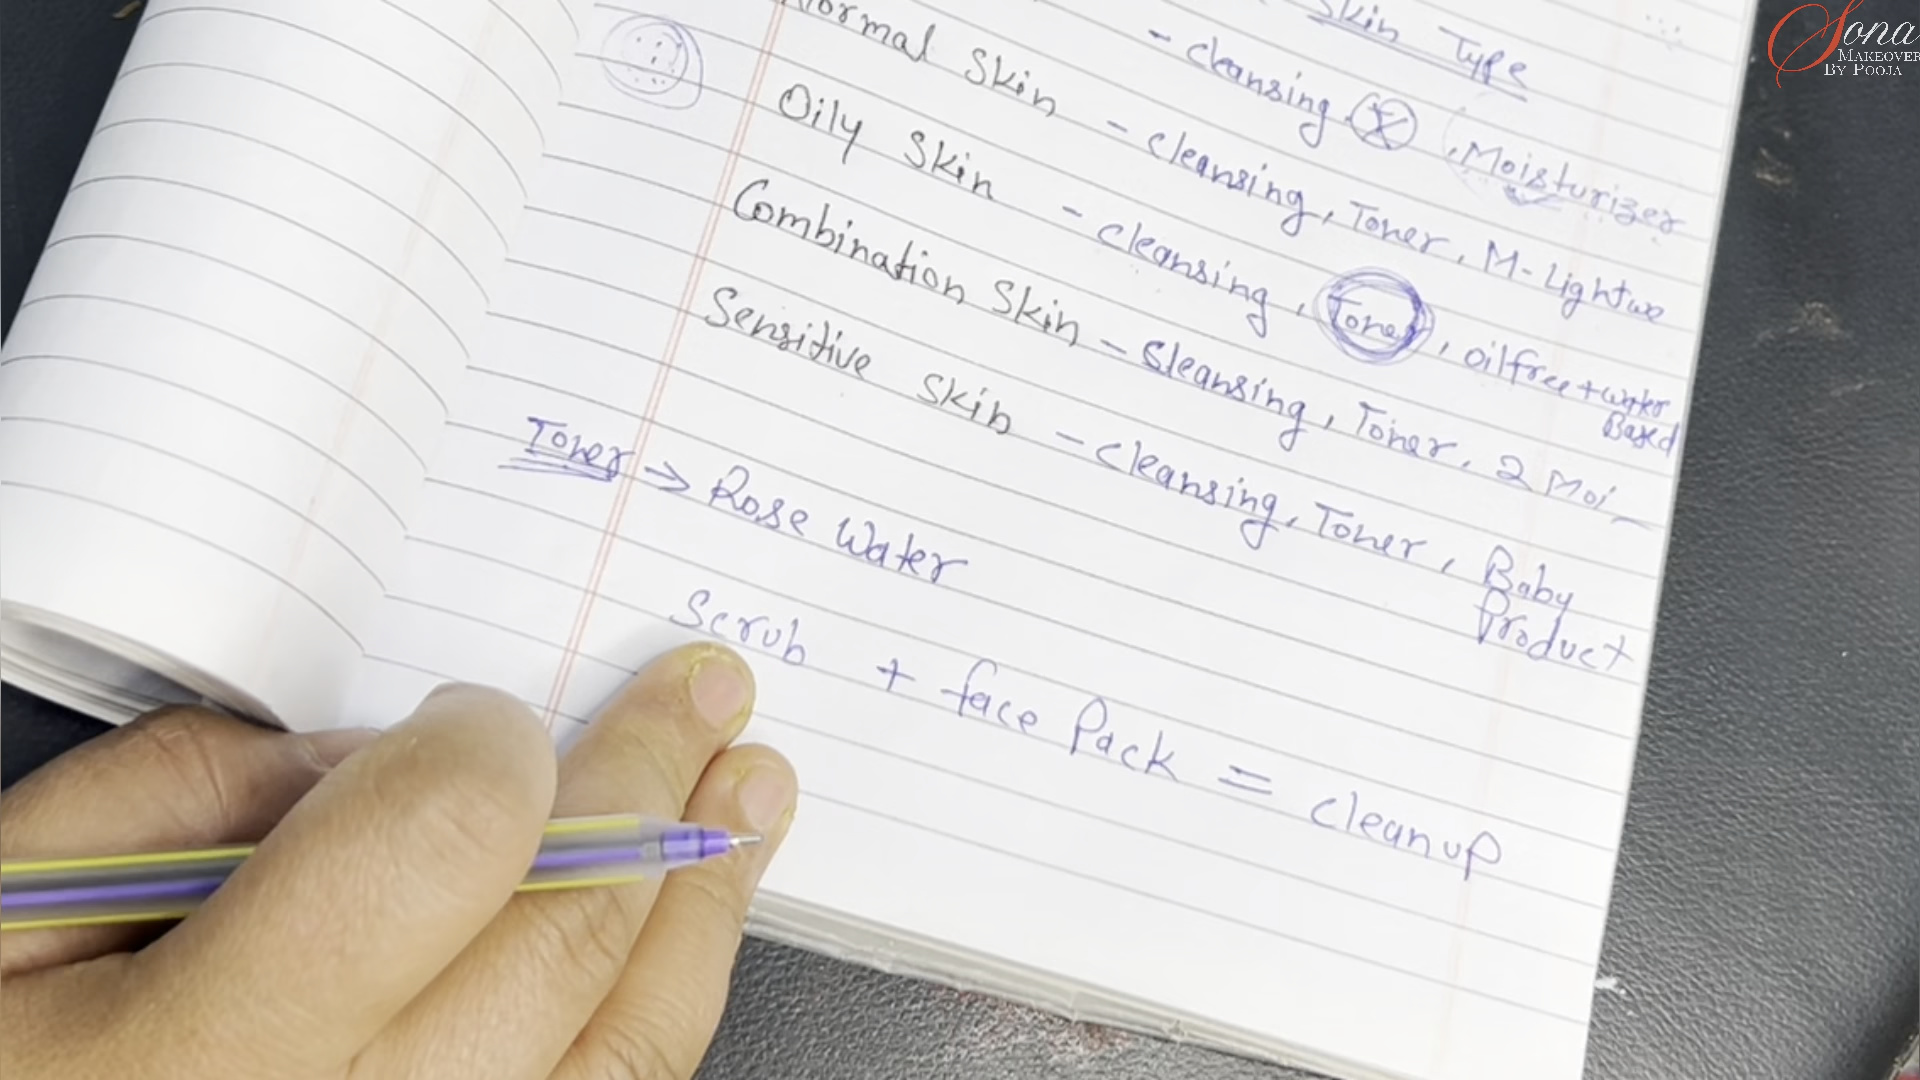 Skin Type
- cleansing, Moisturizer
Normal Skin - cleansing, Toner, M-Lightwe
Oily Skin - cleansing, Toner, oilfree + water
Based
Combination Skin - Sleansing, Toner, 2 Moi
Sensitive Skin - cleansing, Toner, Baby
Product
Toner → Rose Water
Scrub + face Pack = cleanup
Sona
MAKEOVER
BY POOJA